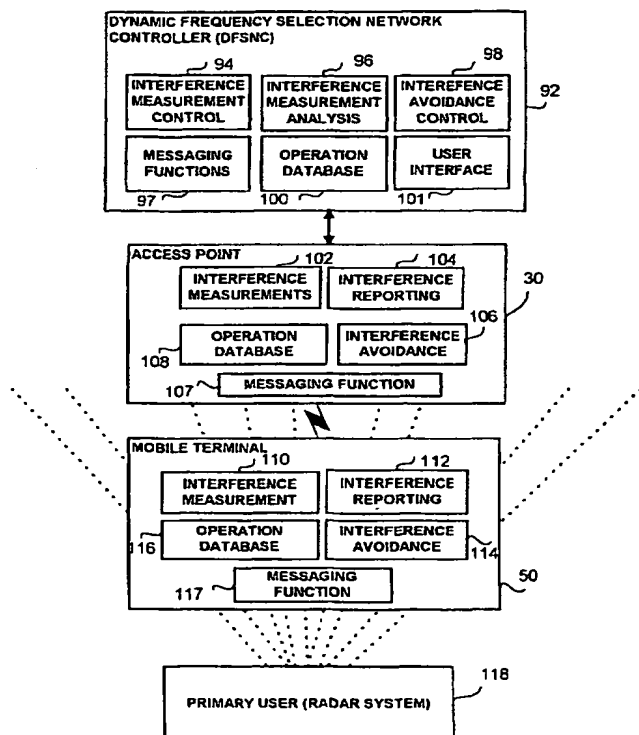 DYNAMIC FREQUENCY SELECTION NETWORK
CONTROLLER (DFSNC)
94
96
98
INTERFERENCE
MEASUREMENT
CONTROL
INTERFERENCE
MEASUREMENT
ANALYSIS
INTEREFENCE
AVOIDANCE
CONTROL
92
MESSAGING
FUNCTIONS
OPERATION
DATABASE
USER
INTERFACE
97
100
101
ACCESS POINT
102
104
INTERFERENCE
MEASUREMENTS
INTERFERENCE
REPORTING
30
106
OPERATION
DATABASE
INTERFERENCE
AVOIDANCE
108
107
MESSAGING FUNCTION
MOBILE TERMINAL
110
112
INTERFERENCE
MEASUREMENT
INTERFERENCE
REPORTING
OPERATION
DATABASE
INTERFERENCE
AVOIDANCE
116
114
117
MESSAGING
FUNCTION
50
PRIMARY USER (RADAR SYSTEM)
118